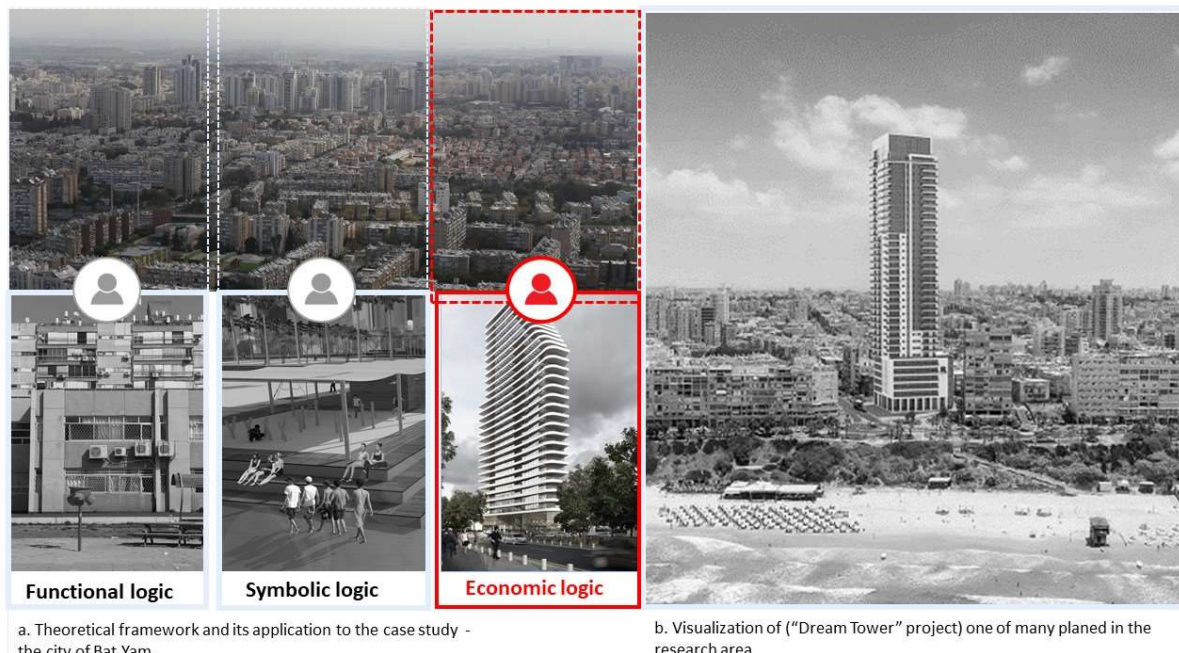 Functional logic
Symbolic logic
Economic logic
a. Theoretical framework and its application to the case study -
the city of Bat Yam
b. Visualization of (“Dream Tower” project) one of many planed in the
research area